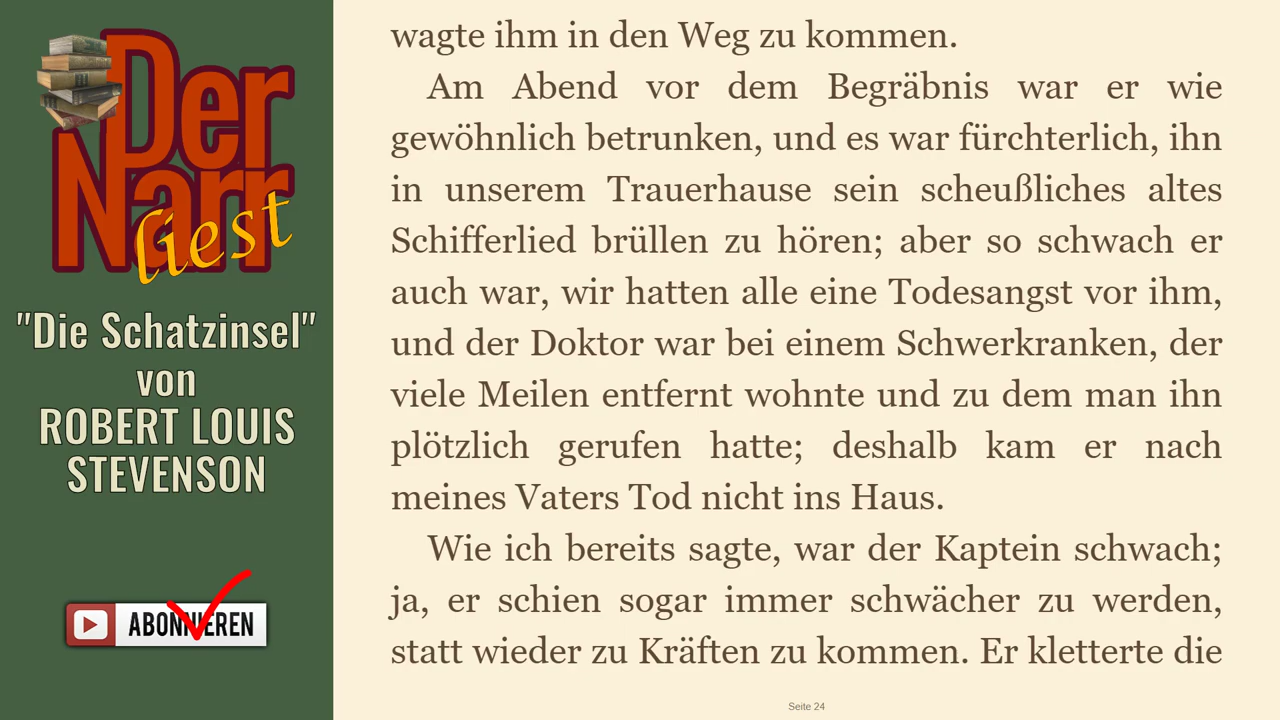 Der
Narr
liest
"Die Schatzinsel"
von
ROBERT LOUIS
STEVENSON
ABONNIEREN
wagte ihm in den Weg zu kommen.
Am Abend vor dem Begräbnis war er wie
gewöhnlich betrunken, und es war fürchterlich, ihn
in unserem Trauerhause sein scheußliches altes
Schifferlied brüllen zu hören; aber so schwach er
auch war, wir hatten alle eine Todesangst vor ihm,
und der Doktor war bei einem Schwerkranken, der
viele Meilen entfernt wohnte und zu dem man ihn
plötzlich gerufen hatte; deshalb kam er nach
meines Vaters Tod nicht ins Haus.
Wie ich bereits sagte, war der Kaptein schwach;
ja, er schien sogar immer schwächer zu werden,
statt wieder zu Kräften zu kommen. Er kletterte die
Seite 24